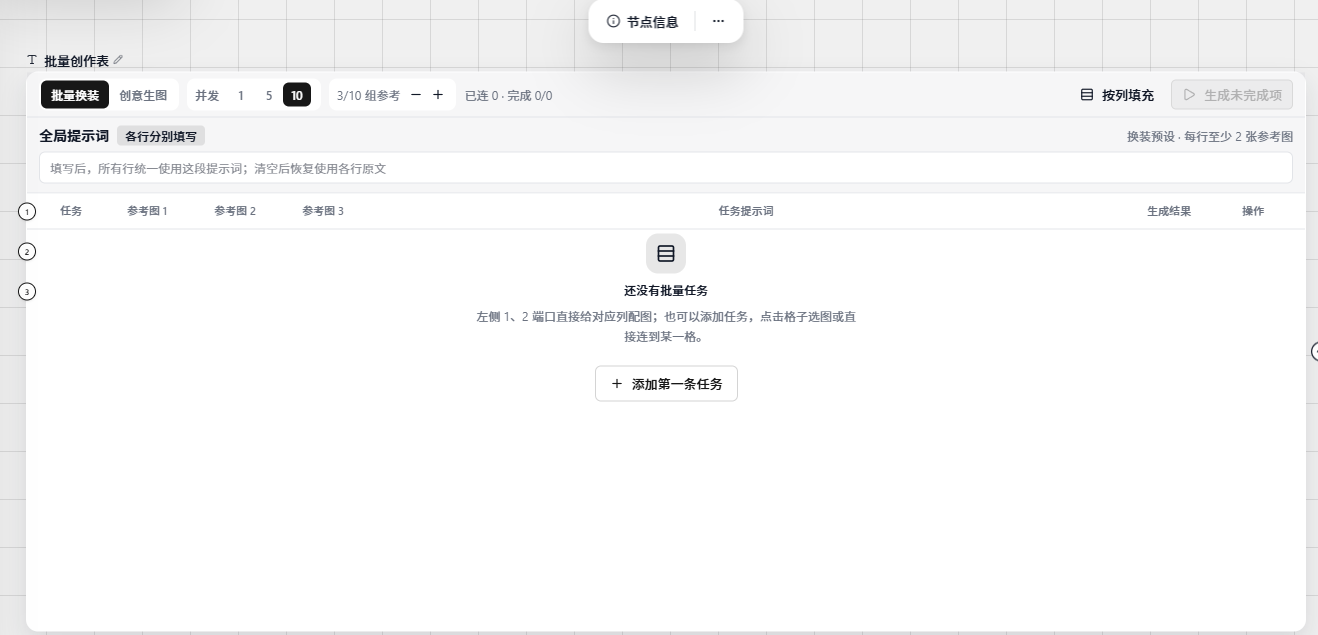 节点信息
···
T 批量创作表
批量换装 创意生图 并发 1 5 10 3/10 组参考 − + 已连 0 · 完成 0/0 按列填充 生成未完成项
全局提示词 各行分别填写 换装预设 · 每行至少 2 张参考图
填写后，所有行统一使用这段提示词；清空后恢复使用各行原文
1 任务 参考图 1 参考图 2 参考图 3 任务提示词 生成结果 操作
2
3
还没有批量任务
左侧 1、2 端口直接给对应列配图；也可以添加任务，点击格子选图或直
接连到某一格。
+ 添加第一条任务